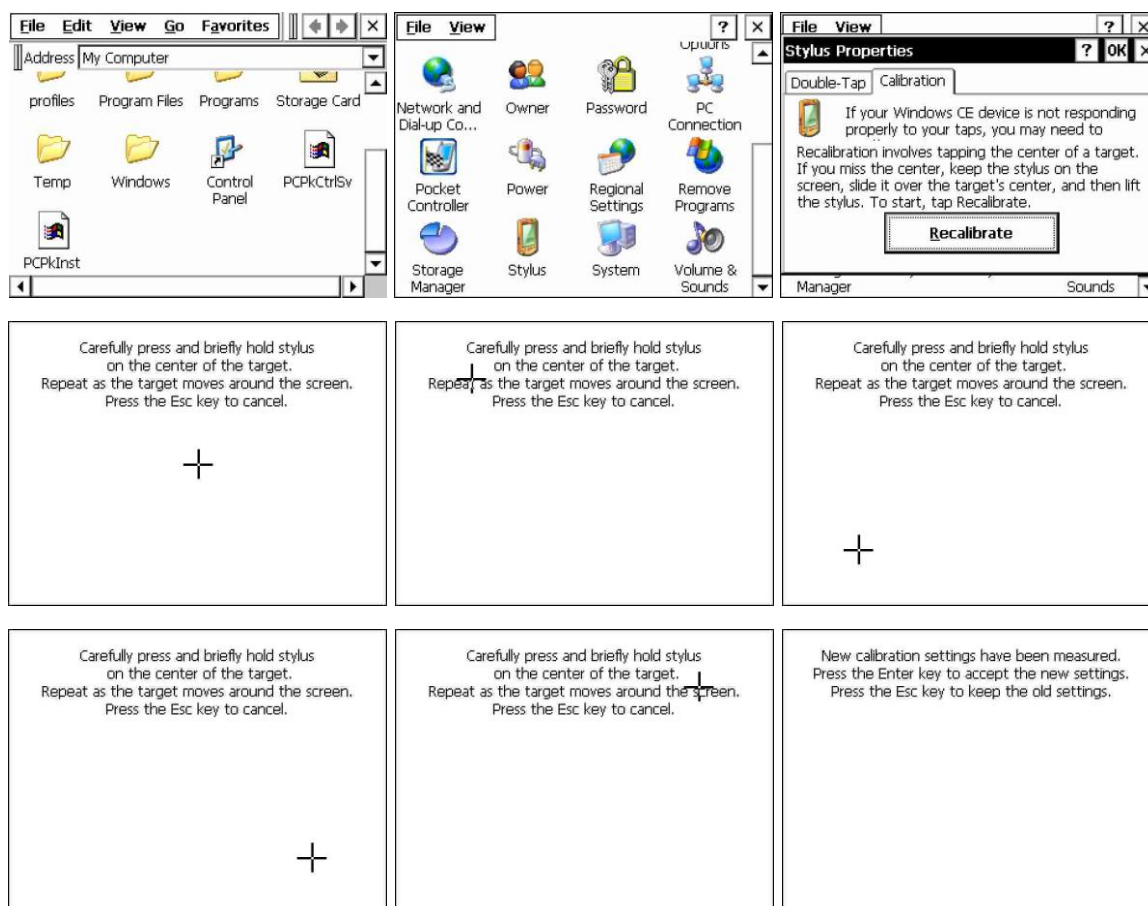 File Edit View Go Favorites
Address My Computer
profiles Program Files Programs Storage Card
Temp Windows Control Panel PCPkCtrlSv
PCPkInst
File View ? ×
Options
Network and Dial-up Co... Owner Password PC Connection
Pocket Controller Power Regional Settings Remove Programs
Storage Manager Stylus System Volume & Sounds
File View ? ×
Stylus Properties ? OK ×
Double-Tap Calibration
If your Windows CE device is not responding
properly to your taps, you may need to
Recalibration involves tapping the center of a target.
If you miss the center, keep the stylus on the
screen, slide it over the target's center, and then lift
the stylus. To start, tap Recalibrate.
Recalibrate
Manager Sounds
Carefully press and briefly hold stylus
on the center of the target.
Repeat as the target moves around the screen.
Press the Esc key to cancel.
Carefully press and briefly hold stylus
on the center of the target.
Repeat as the target moves around the screen.
Press the Esc key to cancel.
Carefully press and briefly hold stylus
on the center of the target.
Repeat as the target moves around the screen.
Press the Esc key to cancel.
Carefully press and briefly hold stylus
on the center of the target.
Repeat as the target moves around the screen.
Press the Esc key to cancel.
Carefully press and briefly hold stylus
on the center of the target.
Repeat as the target moves around the screen.
Press the Esc key to cancel.
New calibration settings have been measured.
Press the Enter key to accept the new settings.
Press the Esc key to keep the old settings.